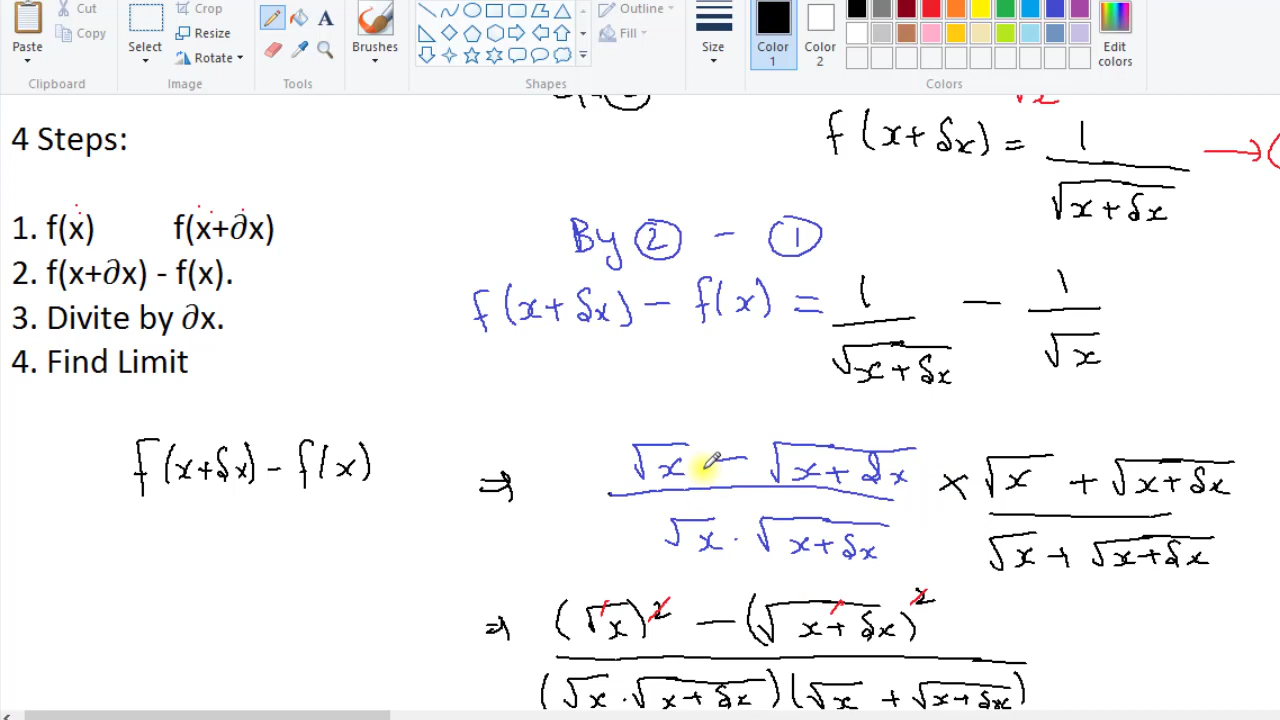 Cut
Copy
Paste
Clipboard
Crop
Resize
Rotate
Select
Image
A
Tools
Brushes
Outline
Fill
Shapes
Size
Color 1
Color 2
Edit colors
Colors
√x
f(x+δx) = 1/√(x+δx) → (
4 Steps:
1. f(x) f(x+∂x)
2. f(x+∂x) - f(x).
3. Divite by ∂x.
4. Find Limit
By ② - ①
f(x+δx) - f(x) = 1/√(x+δx) - 1/√x
f(x+δx) - f(x)
⇒ (√x - √(x+δx))/(√x · √(x+δx)) × (√x + √(x+δx))/(√x + √(x+δx))
⇒ ((√x)² - (√(x+δx))²)/((√x · √(x+δx))(√x + √(x+δx)))